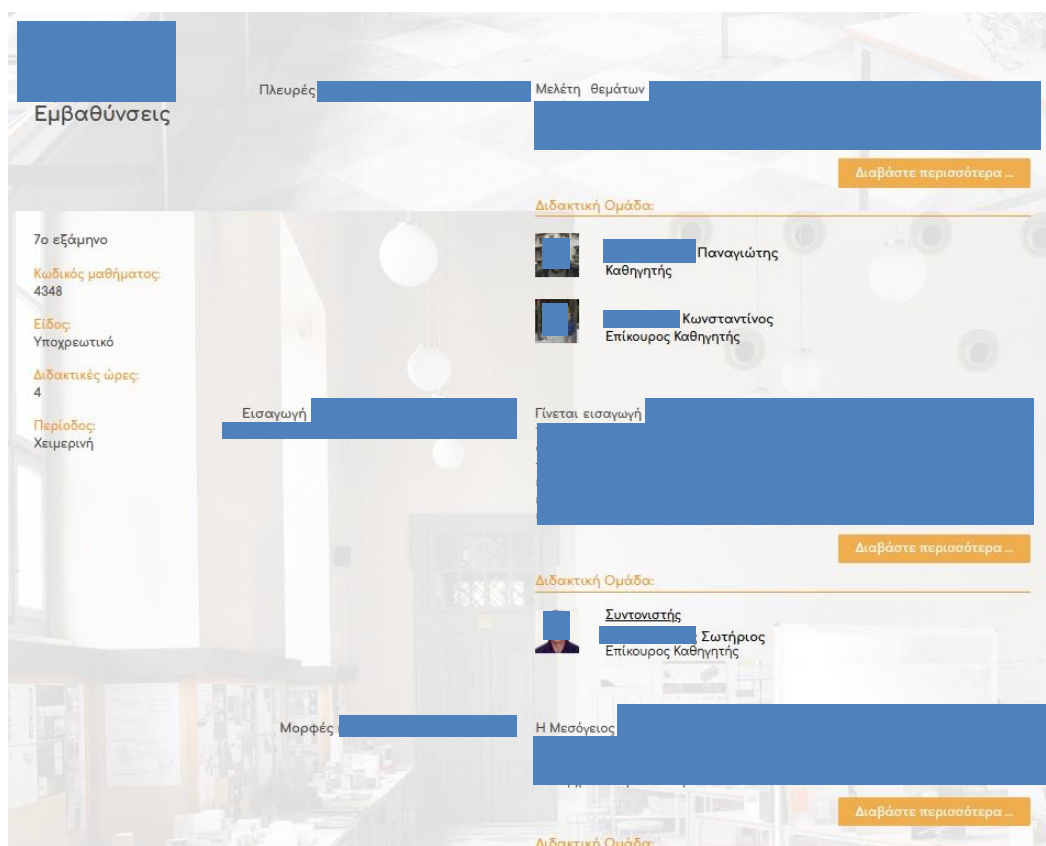 Εμβαθύνσεις
7ο εξάμηνο
Κωδικός μαθήματος:
4348
Είδος:
Υποχρεωτικό
Διδακτικές ώρες:
4
Περίοδος:
Χειμερινή
Πλευρές
Μελέτη θεμάτων
Διαβάστε περισσότερα ...
Διδακτική Ομάδα:
Παναγιώτης
Καθηγητής
Κωνσταντίνος
Επίκουρος Καθηγητής
Εισαγωγή
Γίνεται εισαγωγή
Διαβάστε περισσότερα ...
Διδακτική Ομάδα:
Συντονιστής
Σωτήριος
Επίκουρος Καθηγητής
Μορφές
Η Μεσόγειος
Διαβάστε περισσότερα ...
Διδακτική Ομάδα: